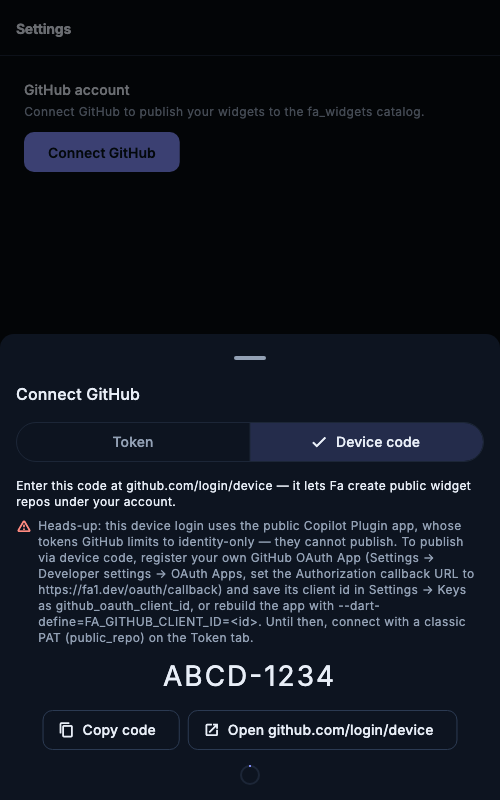 Settings
GitHub account
Connect GitHub to publish your widgets to the fa_widgets catalog.
Connect GitHub
Connect GitHub
Token
Device code
Enter this code at github.com/login/device — it lets Fa create public widget
repos under your account.
Heads-up: this device login uses the public Copilot Plugin app, whose
tokens GitHub limits to identity-only — they cannot publish. To publish
via device code, register your own GitHub OAuth App (Settings →
Developer settings → OAuth Apps, set the Authorization callback URL to
https://fa1.dev/oauth/callback) and save its client id in Settings → Keys
as github_oauth_client_id, or rebuild the app with --dart-
define=FA_GITHUB_CLIENT_ID=<id>. Until then, connect with a classic
PAT (public_repo) on the Token tab.
ABCD-1234
Copy code
Open github.com/login/device